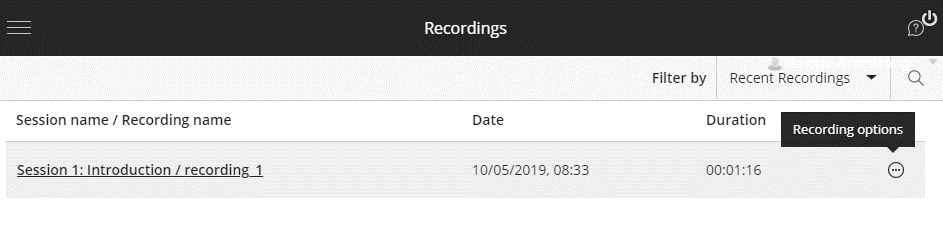 Recordings
Filter by Recent Recordings
Session name / Recording name Date Duration
Recording options
Session 1: Introduction / recording_1 10/05/2019, 08:33 00:01:16